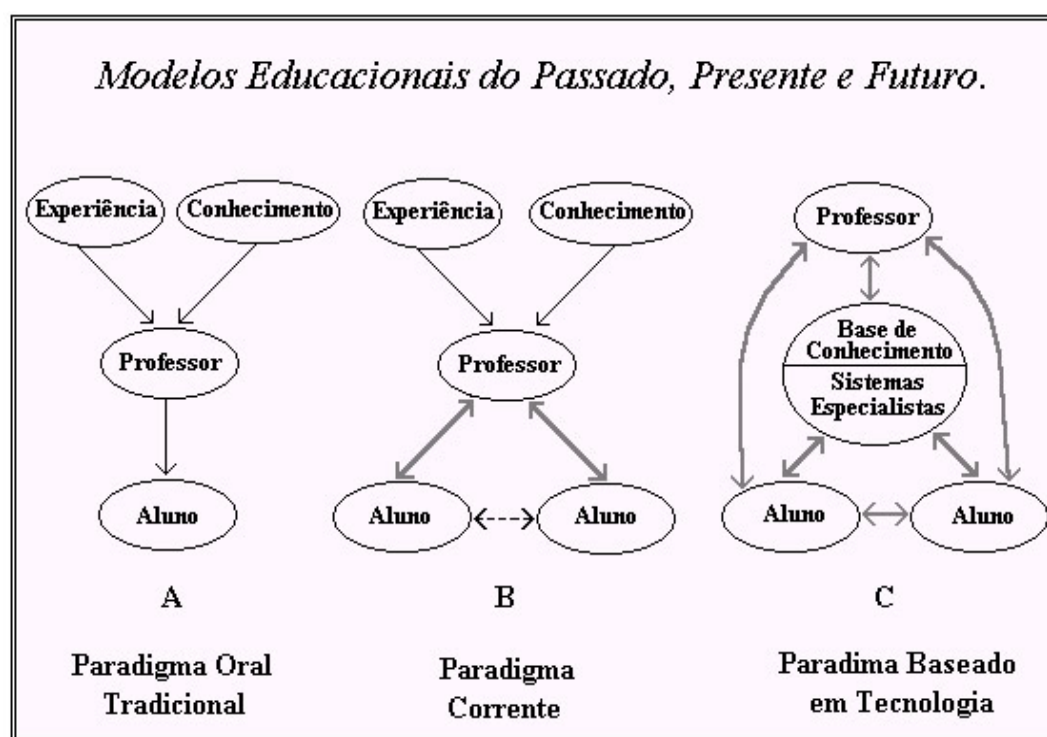 Modelos Educacionais do Passado, Presente e Futuro.
Experiência
Conhecimento
Professor
Aluno
A
Paradigma Oral
Tradicional
Experiência
Conhecimento
Professor
Aluno
Aluno
B
Paradigma
Corrente
Professor
Base de
Conhecimento
Sistemas
Especialistas
Aluno
Aluno
C
Paradima Baseado
em Tecnologia